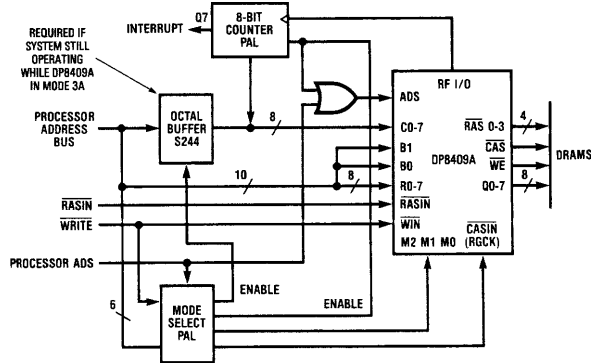 Q7
INTERRUPT
8-BIT
COUNTER
PAL
REQUIRED IF
SYSTEM STILL
OPERATING
WHILE DP8409A
IN MODE 3A
RF I/O
ADS
OCTAL
BUFFER
S244
PROCESSOR
ADDRESS
BUS
8
C0-7
B1
B0
10
8
R0-7
DP8409A
4
RAS 0-3
CAS
WE
8
Q0-7
DRAMS
RASIN
RASIN
WRITE
WIN
M2 M1 M0
CASIN
(RGCK)
PROCESSOR ADS
ENABLE
ENABLE
6
MODE
SELECT
PAL